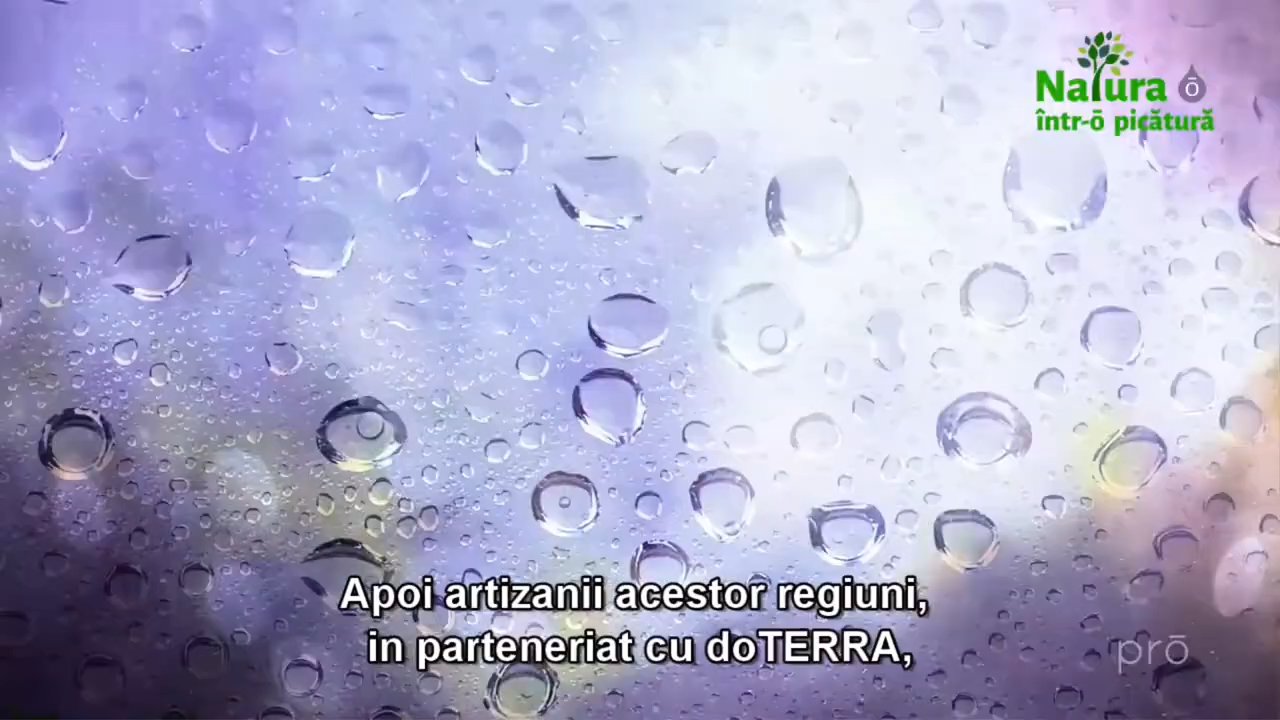 Natura ō
într-ō picătură
Apoi artizanii acestor regiuni,
in parteneriat cu doTERRA,
prō